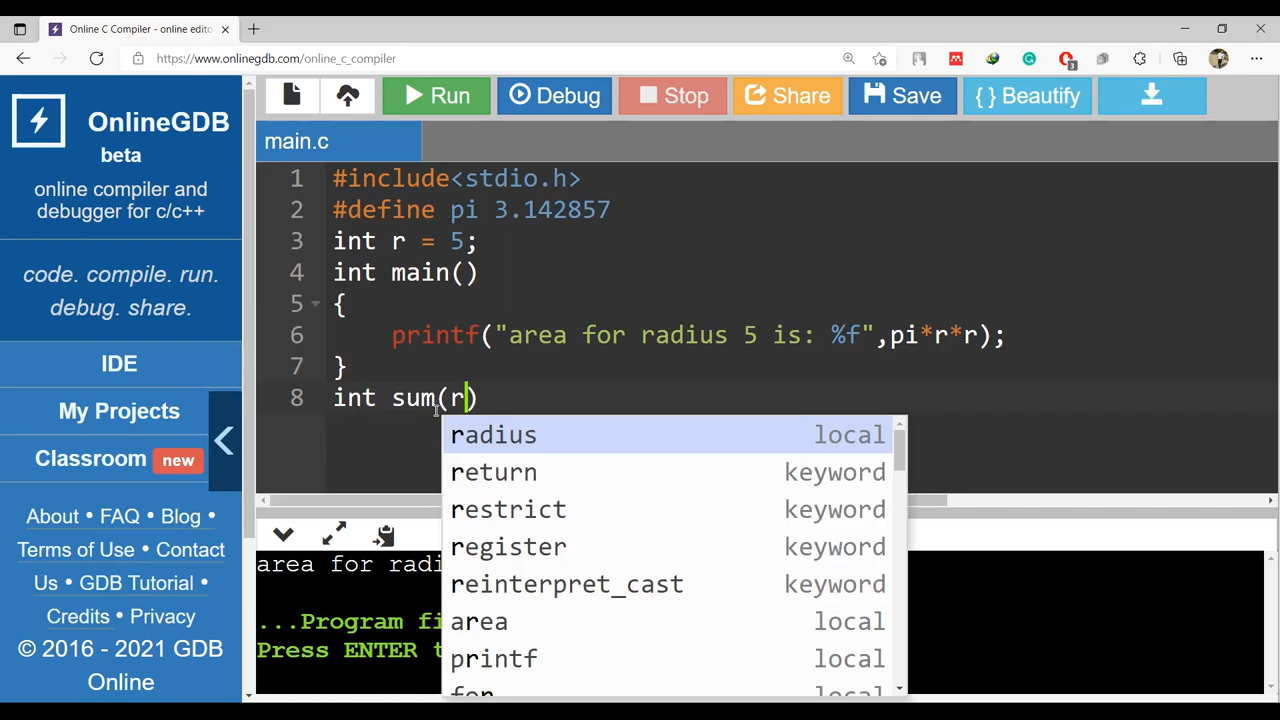 Online C Compiler - online edito
https://www.onlinegdb.com/online_c_compiler
3
OnlineGDB
beta
online compiler and
debugger for c/c++
code. compile. run.
debug. share.
IDE
My Projects
Classroom new
About • FAQ • Blog •
Terms of Use • Contact
Us • GDB Tutorial •
Credits • Privacy
© 2016 - 2021 GDB
Online
Run Debug Stop Share Save { } Beautify
main.c
1 #include<stdio.h>
2 #define pi 3.142857
3 int r = 5;
4 int main()
5 {
6 printf("area for radius 5 is: %f",pi*r*r);
7 }
8 int sum(r)
radius local
return keyword
restrict keyword
register keyword
reinterpret_cast keyword
area local
printf local
for local
area for radi
...Program fi
Press ENTER t